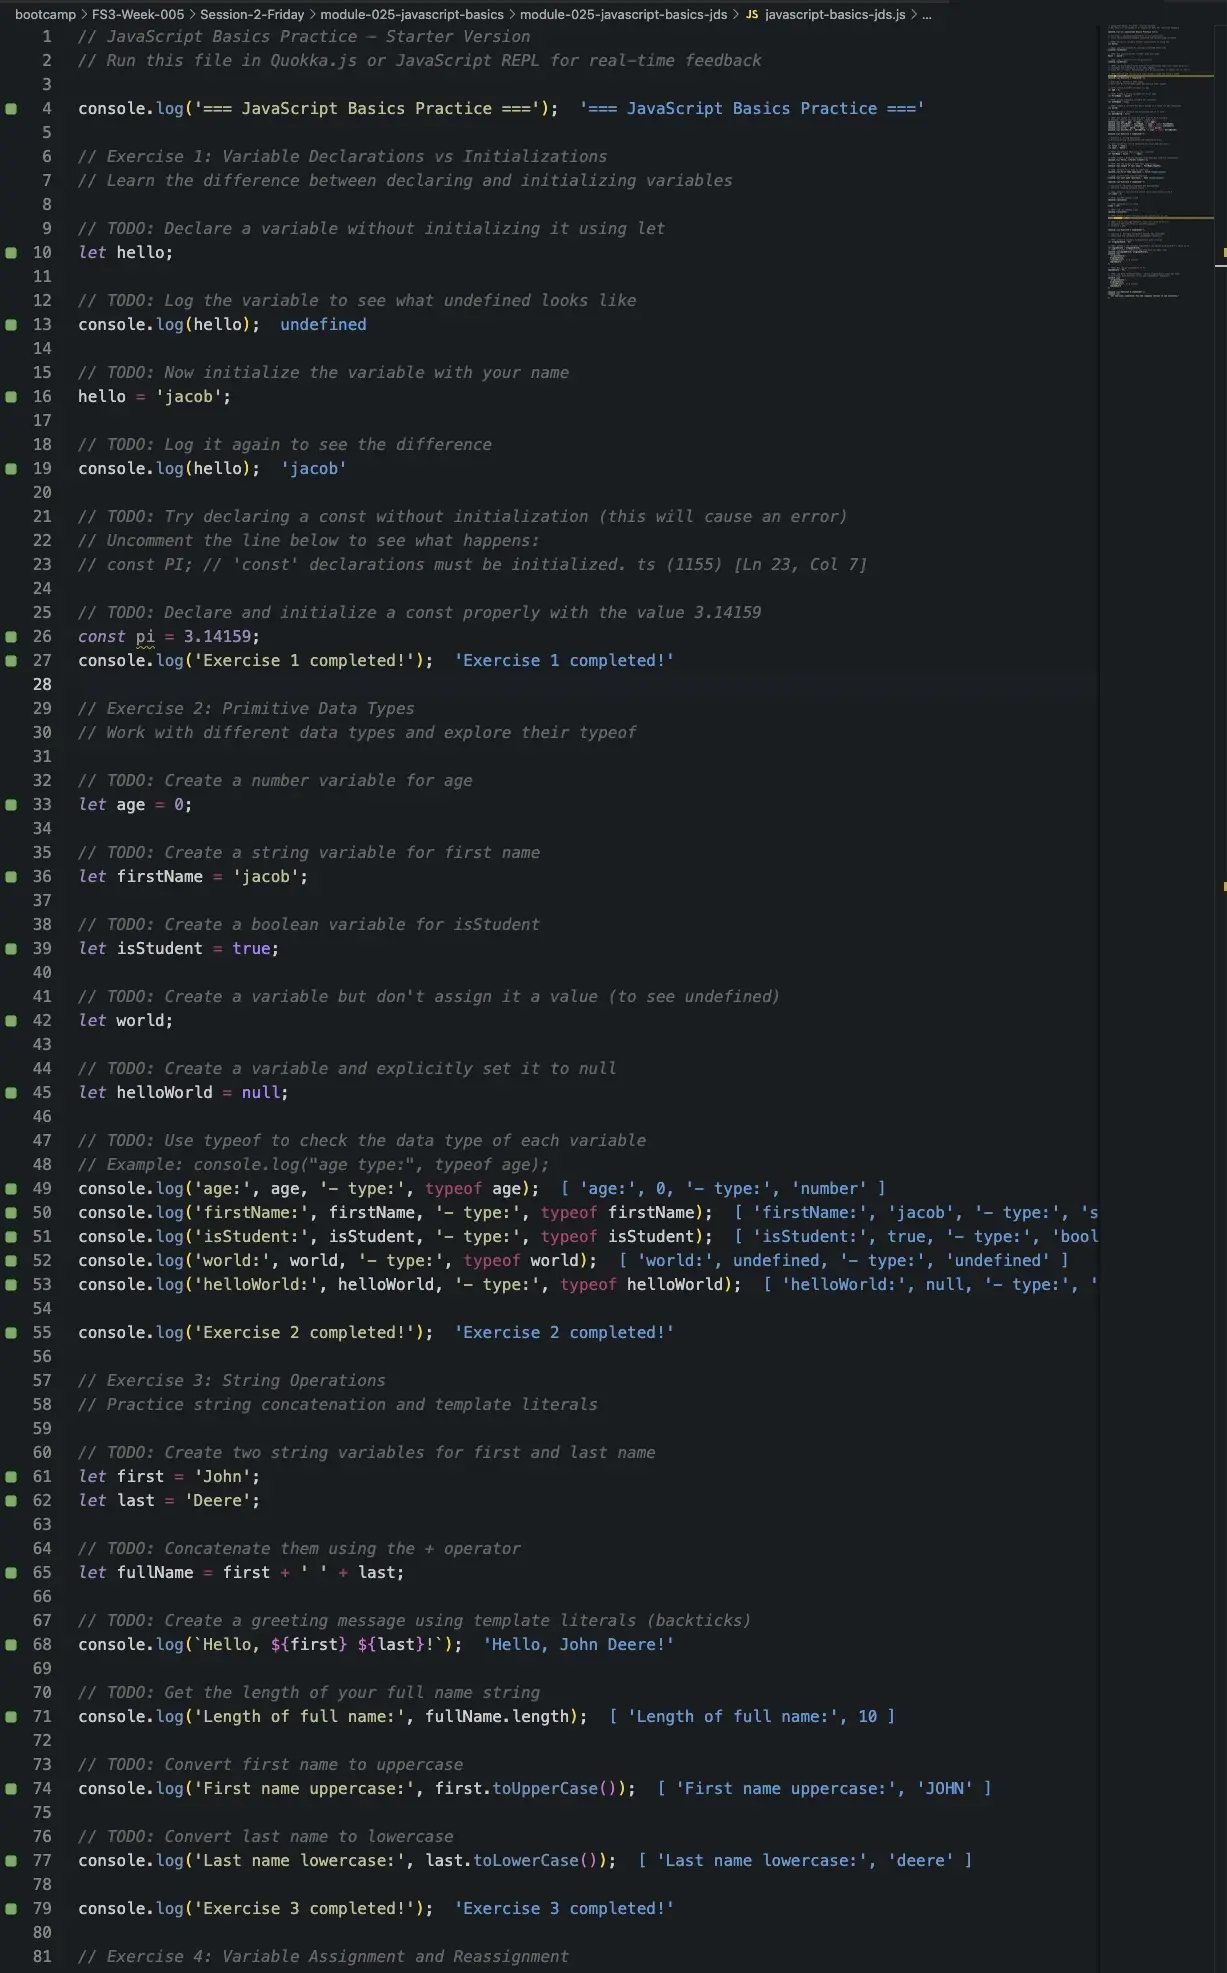 bootcamp > FS3-Week-005 > Session-2-Friday > module-025-javascript-basics > module-025-javascript-basics-jds > JS javascript-basics-jds.js > ...
1 // JavaScript Basics Practice – Starter Version
2 // Run this file in Quokka.js or JavaScript REPL for real-time feedback
3
4 console.log('=== JavaScript Basics Practice ==='); '=== JavaScript Basics Practice ==='
5
6 // Exercise 1: Variable Declarations vs Initializations
7 // Learn the difference between declaring and initializing variables
8
9 // TODO: Declare a variable without initializing it using let
10 let hello;
11
12 // TODO: Log the variable to see what undefined looks like
13 console.log(hello); undefined
14
15 // TODO: Now initialize the variable with your name
16 hello = 'jacob';
17
18 // TODO: Log it again to see the difference
19 console.log(hello); 'jacob'
20
21 // TODO: Try declaring a const without initialization (this will cause an error)
22 // Uncomment the line below to see what happens:
23 // const PI; // 'const' declarations must be initialized. ts (1155) [Ln 23, Col 7]
24
25 // TODO: Declare and initialize a const properly with the value 3.14159
26 const pi = 3.14159;
27 console.log('Exercise 1 completed!'); 'Exercise 1 completed!'
28
29 // Exercise 2: Primitive Data Types
30 // Work with different data types and explore their typeof
31
32 // TODO: Create a number variable for age
33 let age = 0;
34
35 // TODO: Create a string variable for first name
36 let firstName = 'jacob';
37
38 // TODO: Create a boolean variable for isStudent
39 let isStudent = true;
40
41 // TODO: Create a variable but don't assign it a value (to see undefined)
42 let world;
43
44 // TODO: Create a variable and explicitly set it to null
45 let helloWorld = null;
46
47 // TODO: Use typeof to check the data type of each variable
48 // Example: console.log("age type:", typeof age);
49 console.log('age:', age, '– type:', typeof age); [ 'age:', 0, '– type:', 'number' ]
50 console.log('firstName:', firstName, '– type:', typeof firstName); [ 'firstName:', 'jacob', '– type:', 's
51 console.log('isStudent:', isStudent, '– type:', typeof isStudent); [ 'isStudent:', true, '– type:', 'bool
52 console.log('world:', world, '– type:', typeof world); [ 'world:', undefined, '– type:', 'undefined' ]
53 console.log('helloWorld:', helloWorld, '– type:', typeof helloWorld); [ 'helloWorld:', null, '– type:', '
54
55 console.log('Exercise 2 completed!'); 'Exercise 2 completed!'
56
57 // Exercise 3: String Operations
58 // Practice string concatenation and template literals
59
60 // TODO: Create two string variables for first and last name
61 let first = 'John';
62 let last = 'Deere';
63
64 // TODO: Concatenate them using the + operator
65 let fullName = first + ' ' + last;
66
67 // TODO: Create a greeting message using template literals (backticks)
68 console.log(`Hello, ${first} ${last}!`); 'Hello, John Deere!'
69
70 // TODO: Get the length of your full name string
71 console.log('Length of full name:', fullName.length); [ 'Length of full name:', 10 ]
72
73 // TODO: Convert first name to uppercase
74 console.log('First name uppercase:', first.toUpperCase()); [ 'First name uppercase:', 'JOHN' ]
75
76 // TODO: Convert last name to lowercase
77 console.log('Last name lowercase:', last.toLowerCase()); [ 'Last name lowercase:', 'deere' ]
78
79 console.log('Exercise 3 completed!'); 'Exercise 3 completed!'
80
81 // Exercise 4: Variable Assignment and Reassignment